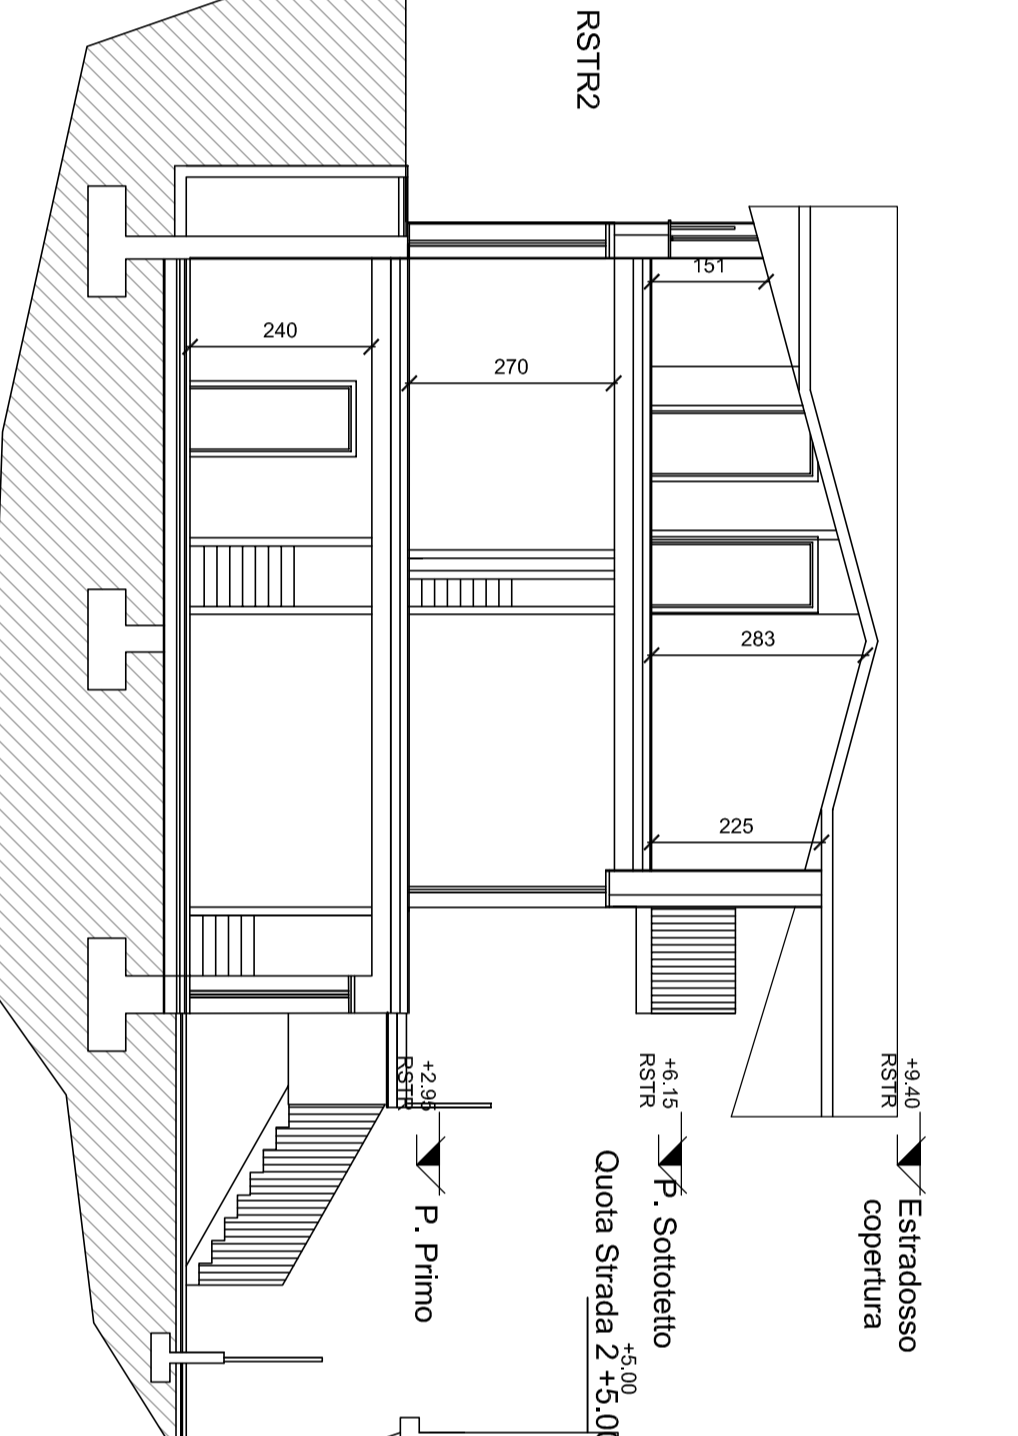 RSTR2
151
240
270
283
225
+9.40
RSTR
Estradosso
copertura
+6.15
RSTR
P. Sottotetto
+5.00
Quota Strada 2 +5.00
+2.95
RSTR
P. Primo